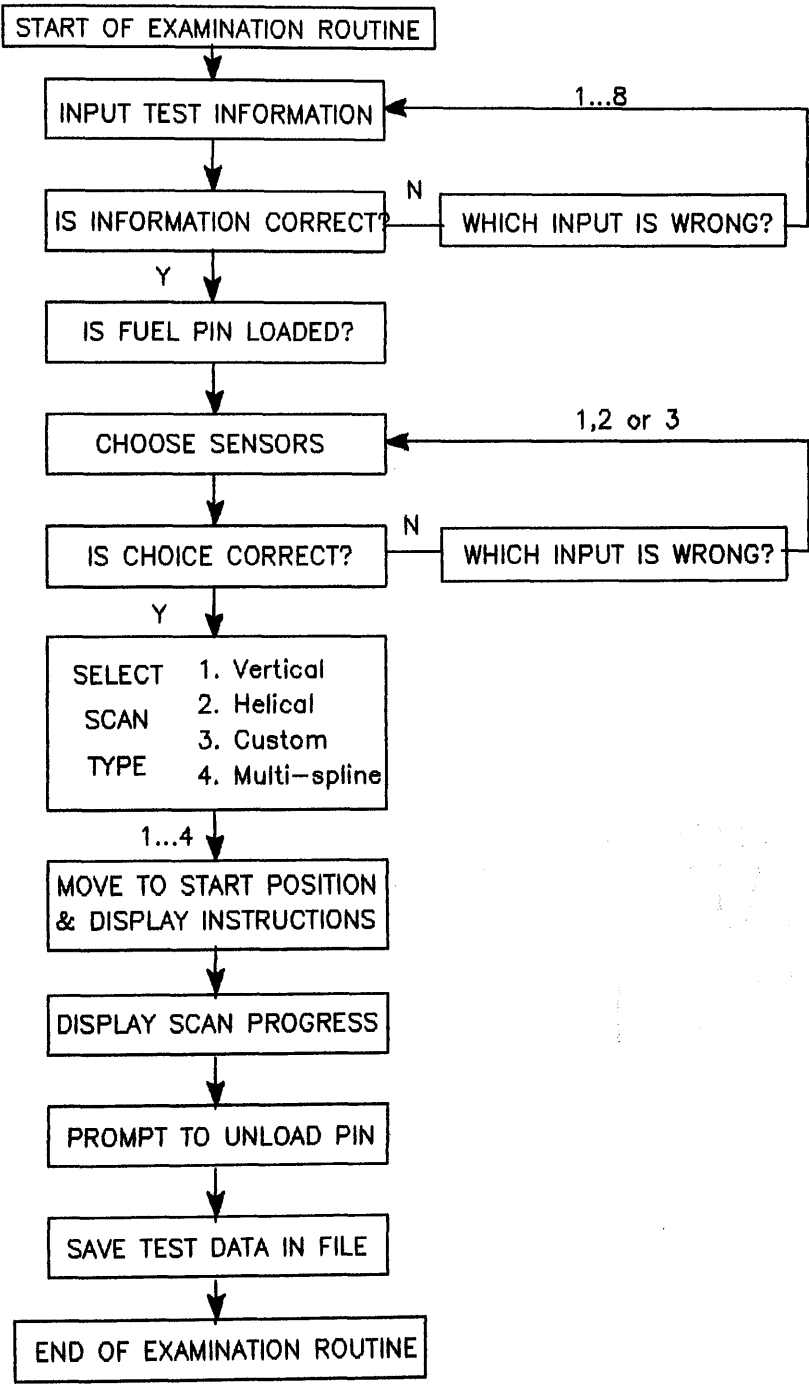 START OF EXAMINATION ROUTINE
INPUT TEST INFORMATION
1...8
IS INFORMATION CORRECT?
N
WHICH INPUT IS WRONG?
Y
IS FUEL PIN LOADED?
CHOOSE SENSORS
1,2 or 3
IS CHOICE CORRECT?
N
WHICH INPUT IS WRONG?
Y
SELECT
SCAN
TYPE
1. Vertical
2. Helical
3. Custom
4. Multi-spline
1...4
MOVE TO START POSITION
& DISPLAY INSTRUCTIONS
DISPLAY SCAN PROGRESS
PROMPT TO UNLOAD PIN
SAVE TEST DATA IN FILE
END OF EXAMINATION ROUTINE